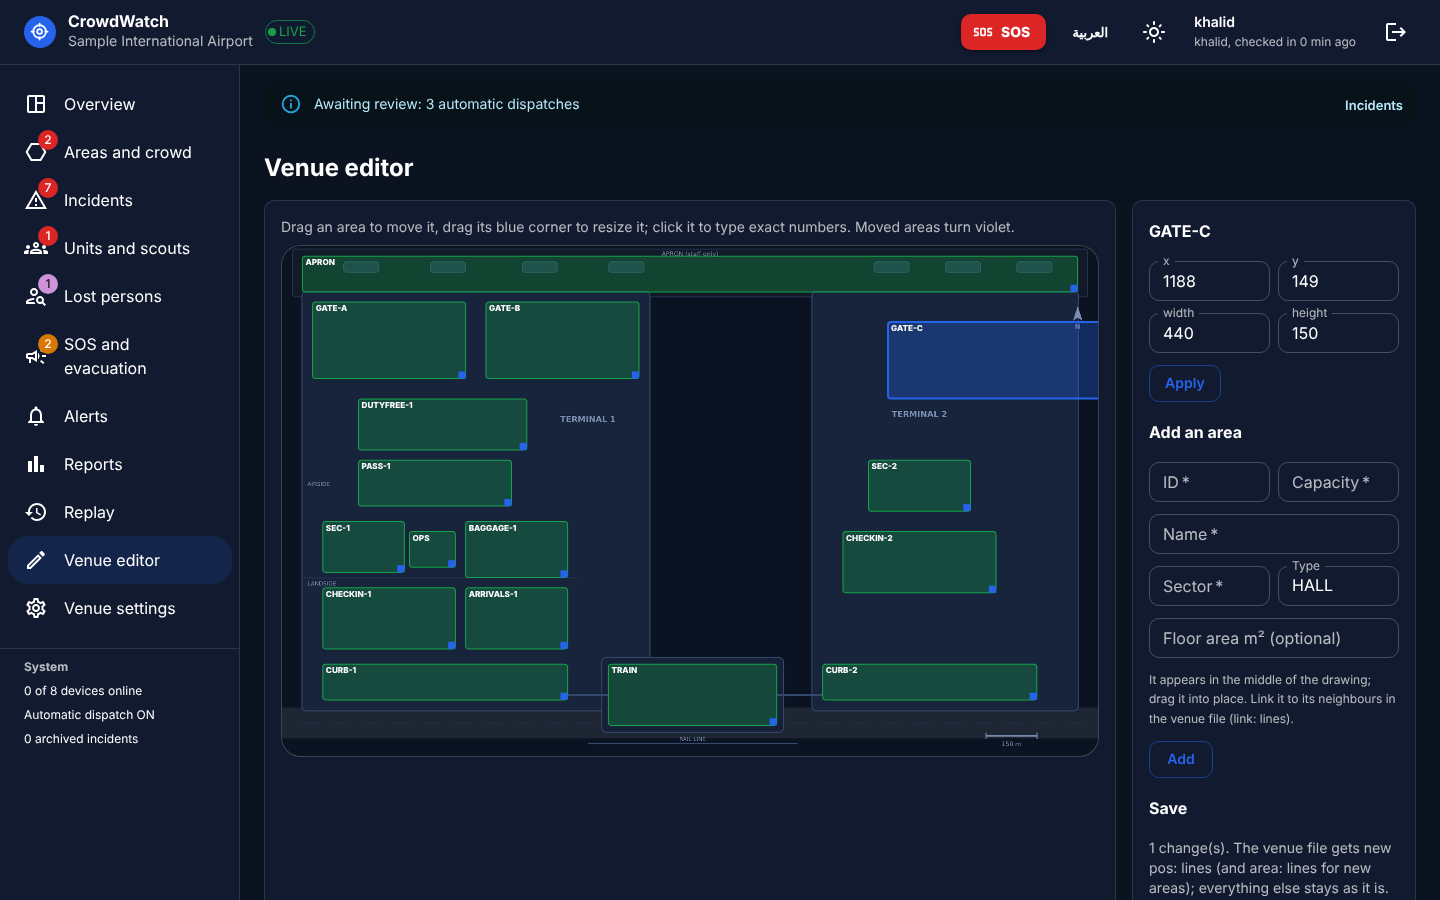 CrowdWatch
Sample International Airport
LIVE
SOS SOS
العربية
khalid
khalid, checked in 0 min ago
Overview
2
Areas and crowd
7
Incidents
1
Units and scouts
1
Lost persons
2
SOS and
evacuation
Alerts
Reports
Replay
Venue editor
Venue settings
System
0 of 8 devices online
Automatic dispatch ON
0 archived incidents
Awaiting review: 3 automatic dispatches
Incidents
Venue editor
Drag an area to move it, drag its blue corner to resize it; click it to type exact numbers. Moved areas turn violet.
APRON (staff only)
APRON
GATE-A
GATE-B
GATE-C
N
DUTYFREE-1
TERMINAL 1
TERMINAL 2
PASS-1
SEC-2
AIRSIDE
SEC-1
OPS
BAGGAGE-1
CHECKIN-2
LANDSIDE
CHECKIN-1
ARRIVALS-1
CURB-1
TRAIN
CURB-2
RAIL LINE
150 m
GATE-C
x
1188
y
149
width
440
height
150
Apply
Add an area
ID *
Capacity *
Name *
Sector *
Type
HALL
Floor area m² (optional)
It appears in the middle of the drawing;
drag it into place. Link it to its neighbours in
the venue file (link: lines).
Add
Save
1 change(s). The venue file gets new
pos: lines (and area: lines for new
areas); everything else stays as it is.